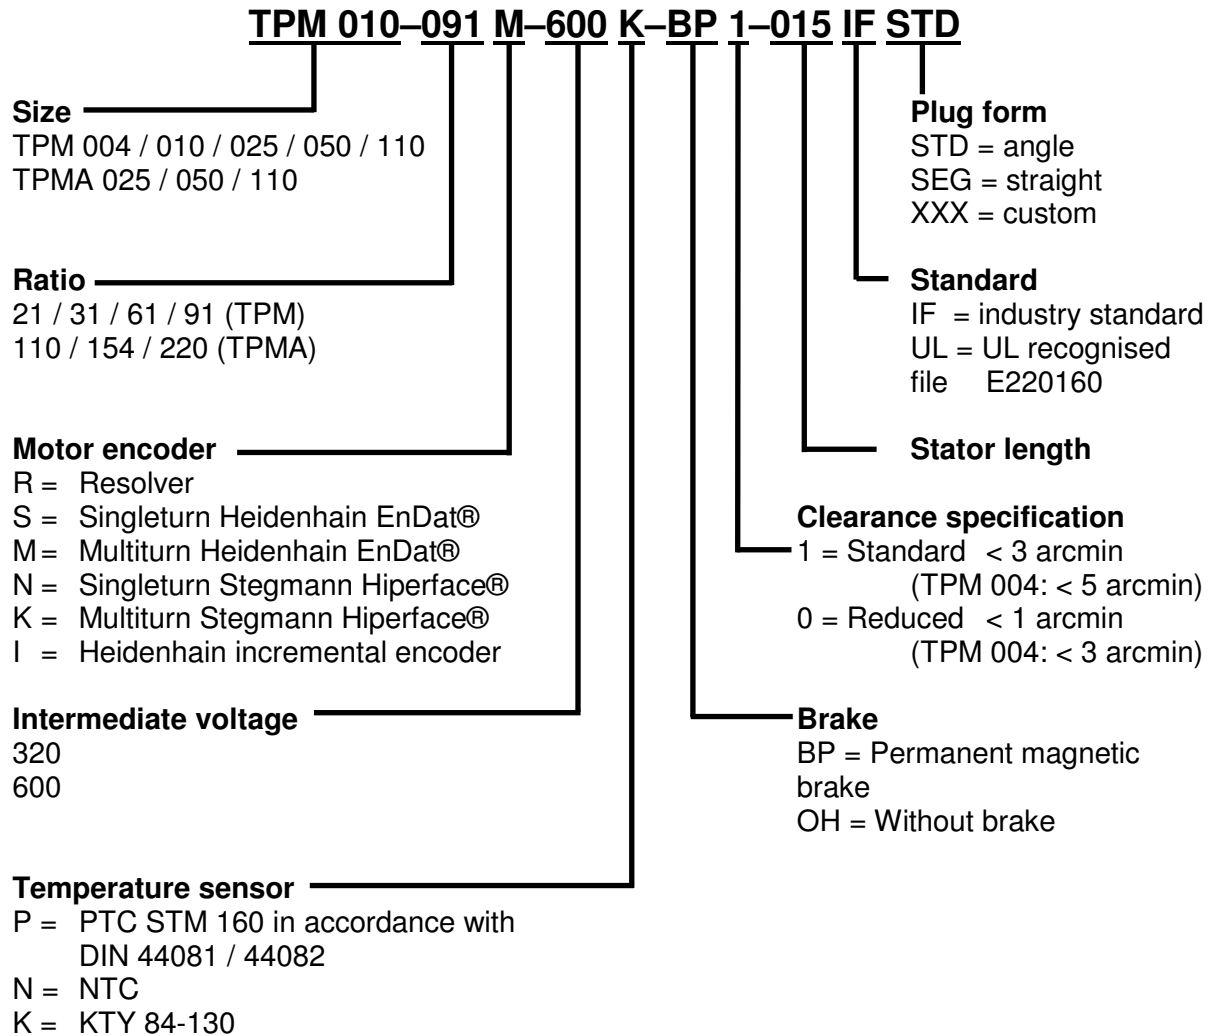 TPM 010–091 M–600 K–BP 1–015 IF STD
Size
TPM 004 / 010 / 025 / 050 / 110
TPMA 025 / 050 / 110
Ratio
21 / 31 / 61 / 91 (TPM)
110 / 154 / 220 (TPMA)
Motor encoder
R = Resolver
S = Singleturn Heidenhain EnDat®
M = Multiturn Heidenhain EnDat®
N = Singleturn Stegmann Hiperface®
K = Multiturn Stegmann Hiperface®
I = Heidenhain incremental encoder
Intermediate voltage
320
600
Temperature sensor
P = PTC STM 160 in accordance with
DIN 44081 / 44082
N = NTC
K = KTY 84-130
Plug form
STD = angle
SEG = straight
XXX = custom
Standard
IF = industry standard
UL = UL recognised
file E220160
Stator length
Clearance specification
1 = Standard < 3 arcmin
(TPM 004: < 5 arcmin)
0 = Reduced < 1 arcmin
(TPM 004: < 3 arcmin)
Brake
BP = Permanent magnetic
brake
OH = Without brake